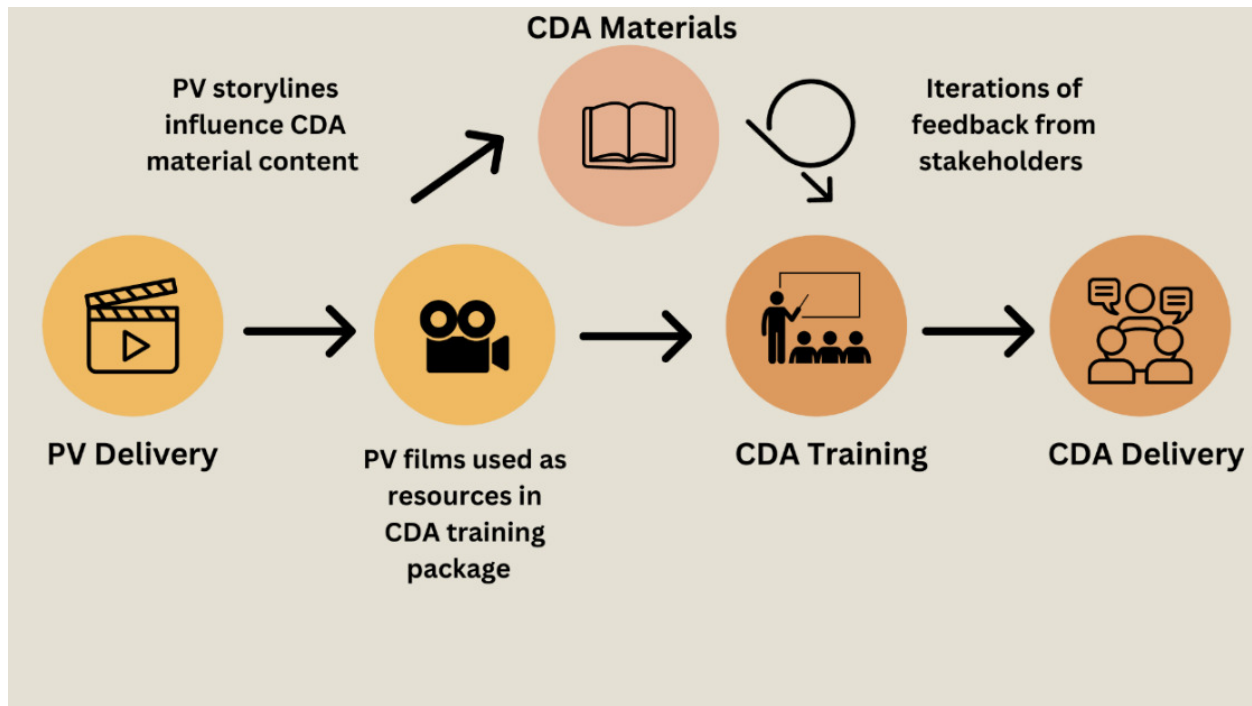 CDA Materials
PV storylines
influence CDA
material content
Iterations of
feedback from
stakeholders
PV Delivery
PV films used as
resources in
CDA training
package
CDA Training
CDA Delivery